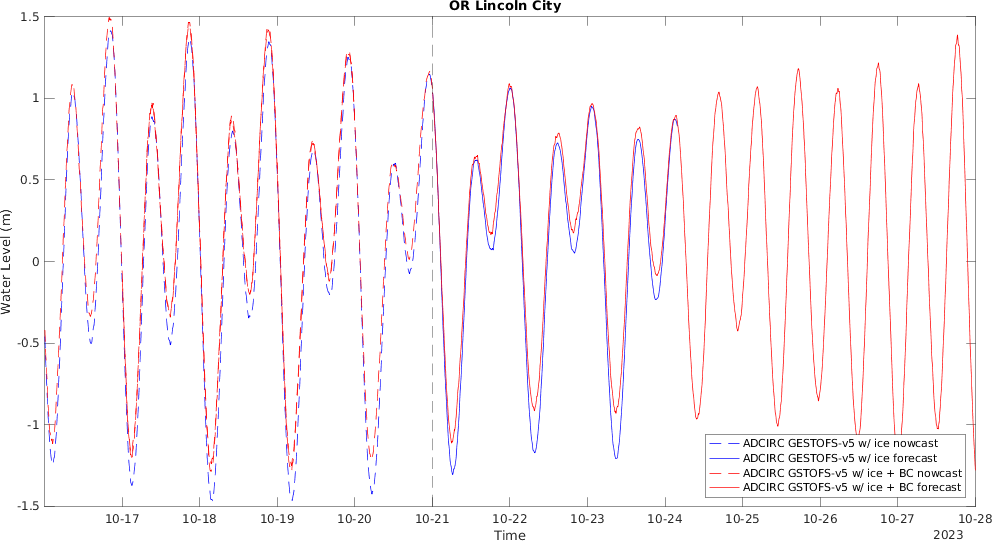 OR Lincoln City
1.5
1
0.5
0
-0.5
-1
-1.5
Water Level (m)
10-17 10-18 10-19 10-20 10-21 10-22 10-23 10-24 10-25 10-26 10-27 10-28
Time
2023
ADCIRC GESTOFS-v5 w/ ice nowcast
ADCIRC GESTOFS-v5 w/ ice forecast
ADCIRC GSTOFS-v5 w/ ice + BC nowcast
ADCIRC GSTOFS-v5 w/ ice + BC forecast